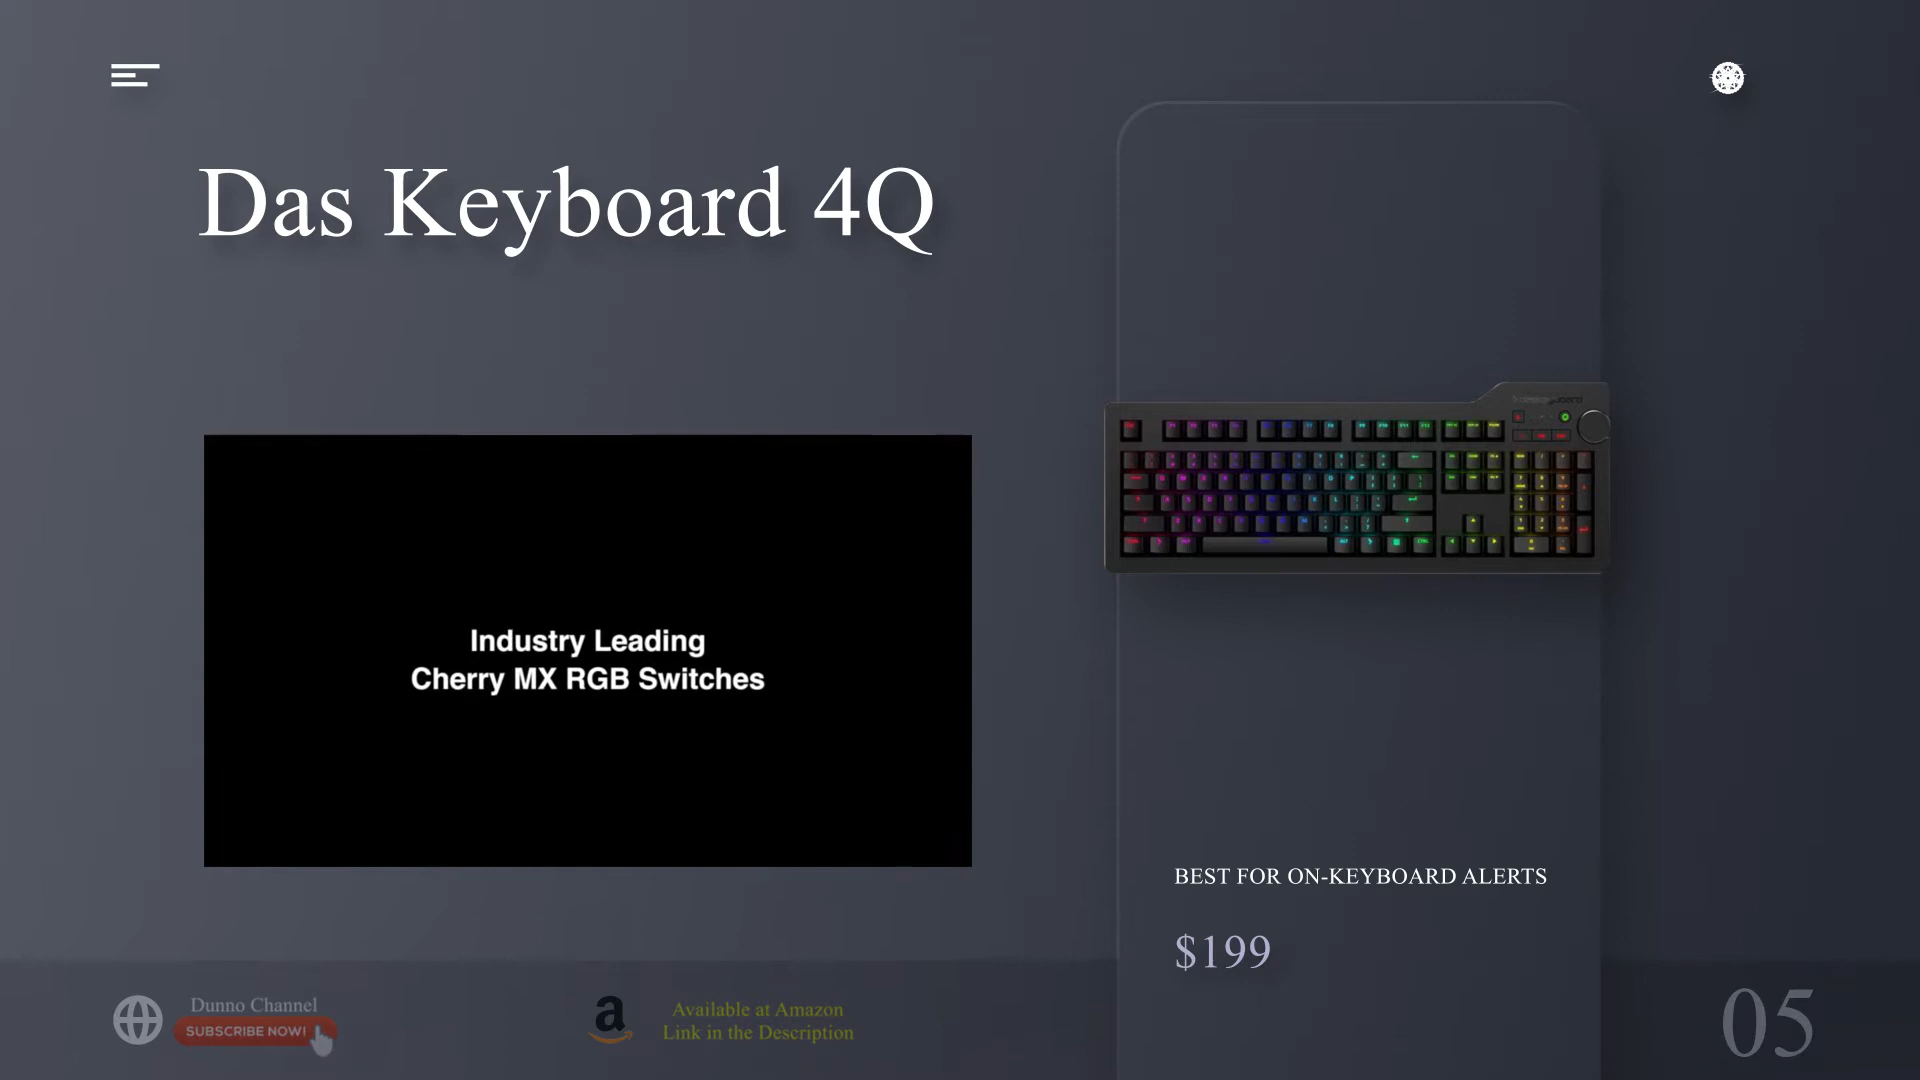 Das Keyboard 4Q
Industry Leading
Cherry MX RGB Switches
BEST FOR ON-KEYBOARD ALERTS
$199
Dunno Channel
SUBSCRIBE NOW!
a
Available at Amazon
Link in the Description
05